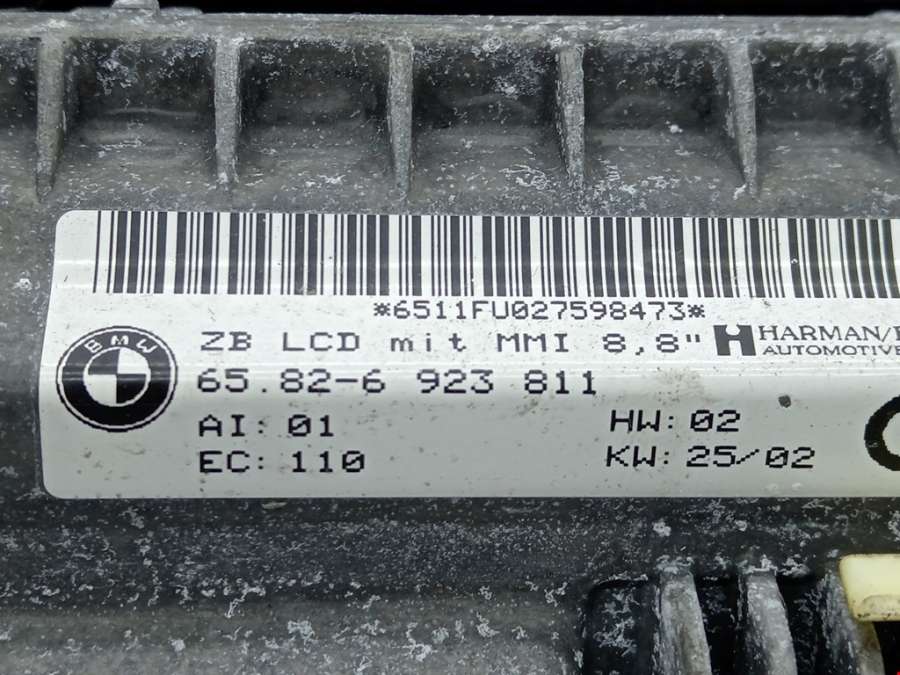 *6511FU027598473*
ZB LCD mit MMI 8,8"
HARMAN/
AUTOMOTIVE
BMW
65.82-6 923 811
AI: 01
HW: 02
EC: 110
KW: 25/02